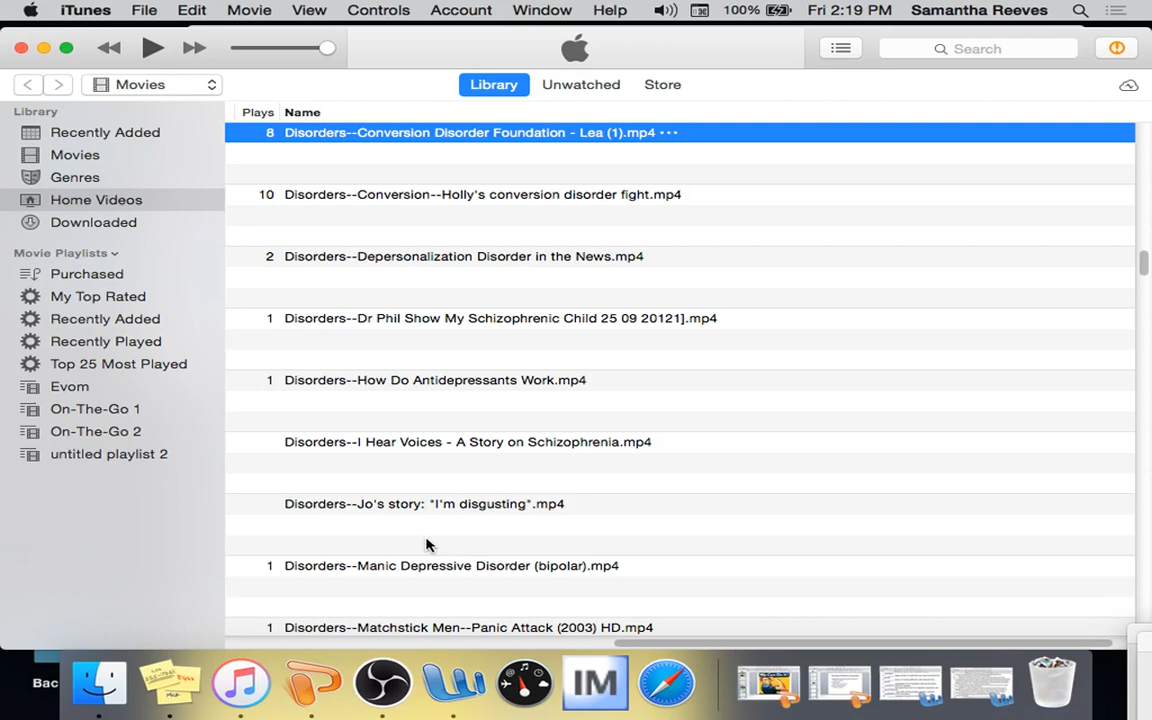 iTunes File Edit Movie View Controls Account Window Help 100% Fri 2:19 PM Samantha Reeves
Search
Movies Library Unwatched Store
Library
Recently Added
Movies
Genres
Home Videos
Downloaded
Movie Playlists
Purchased
My Top Rated
Recently Added
Recently Played
Top 25 Most Played
Evom
On-The-Go 1
On-The-Go 2
untitled playlist 2
Plays Name
8 Disorders--Conversion Disorder Foundation - Lea (1).mp4 •••
10 Disorders--Conversion--Holly's conversion disorder fight.mp4
2 Disorders--Depersonalization Disorder in the News.mp4
1 Disorders--Dr Phil Show My Schizophrenic Child 25 09 20121].mp4
1 Disorders--How Do Antidepressants Work.mp4
Disorders--I Hear Voices - A Story on Schizophrenia.mp4
Disorders--Jo's story: "I'm disgusting".mp4
1 Disorders--Manic Depressive Disorder (bipolar).mp4
1 Disorders--Matchstick Men--Panic Attack (2003) HD.mp4
Bac
IM